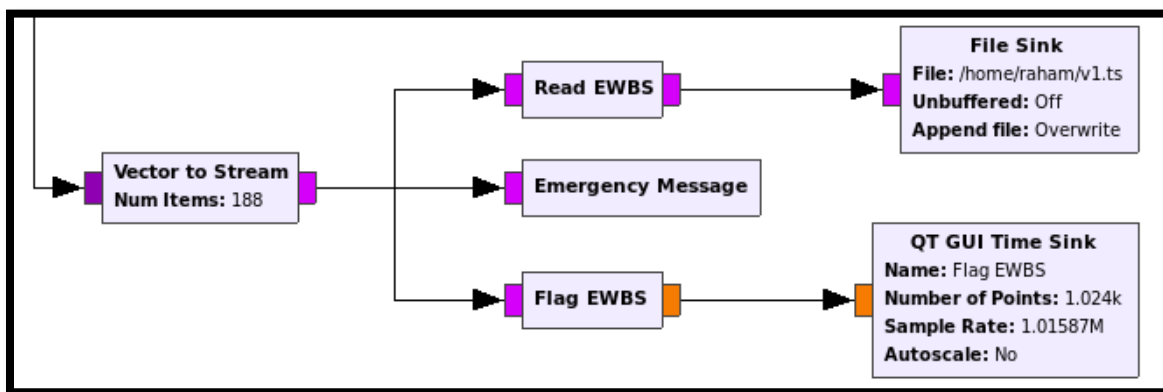 File Sink
File: /home/raham/v1.ts
Unbuffered: Off
Append file: Overwrite
Read EWBS
Vector to Stream
Num Items: 188
Emergency Message
Flag EWBS
QT GUI Time Sink
Name: Flag EWBS
Number of Points: 1.024k
Sample Rate: 1.01587M
Autoscale: No